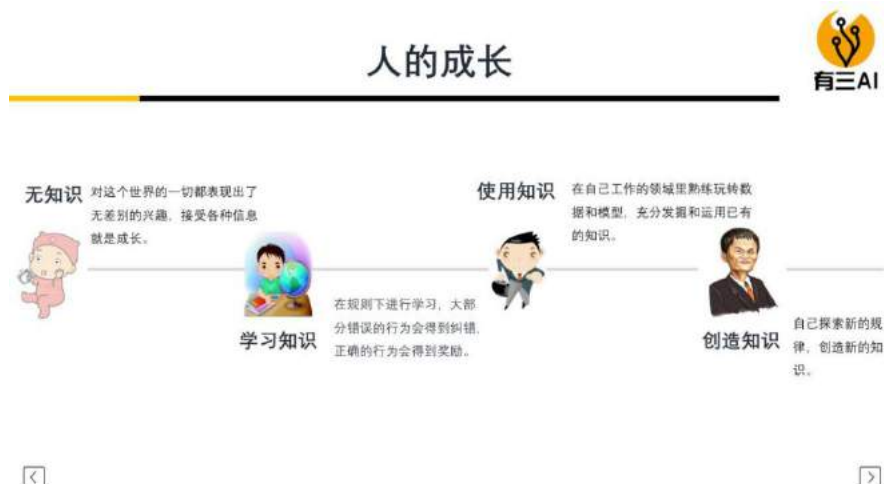 人的成长
有三AI
无知识
对这个世界的一切都表现出了
无差别的兴趣，接受各种信息
就是成长。
学习知识
在规则下进行学习，大部
分错误的行为会得到纠错，
正确的行为会得到奖励。
使用知识
在自己工作的领域里熟练玩转数
据和模型，充分发掘和运用已有
的知识。
创造知识
自己探索新的规
律，创造新的知
识。